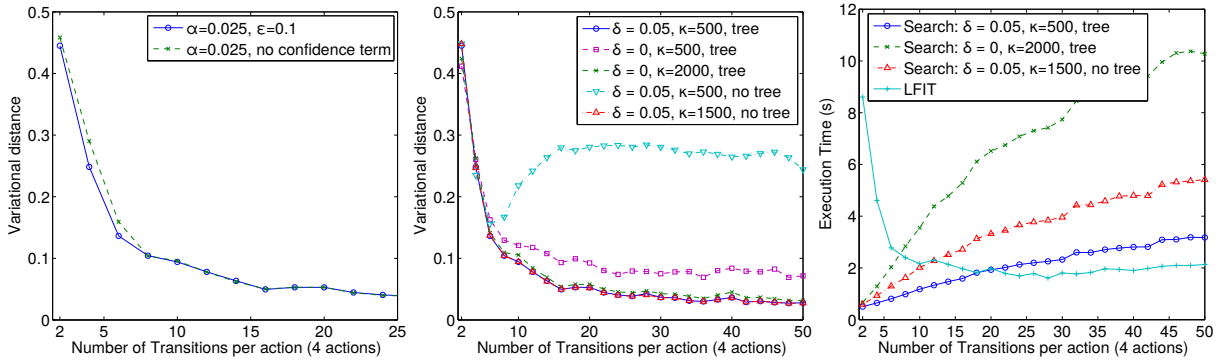 0.5
0.4
0.3
0.2
0.1
0
Variational distance
α=0.025, ε=0.1
α=0.025, no confidence term
2 5 10 15 20 25
Number of Transitions per action (4 actions)
0.5
0.4
0.3
0.2
0.1
0
Variational distance
δ = 0.05, κ=500, tree
δ = 0, κ=500, tree
δ = 0, κ=2000, tree
δ = 0.05, κ=500, no tree
δ = 0.05, κ=1500, no tree
2 10 20 30 40 50
Number of Transitions per action (4 actions)
12
10
8
6
4
2
0
Execution Time (s)
Search: δ = 0.05, κ=500, tree
Search: δ = 0, κ=2000, tree
Search: δ = 0.05, κ=1500, no tree
LFIT
2 5 10 15 20 25 30 35 40 45 50
Number of Transitions per action (4 actions)